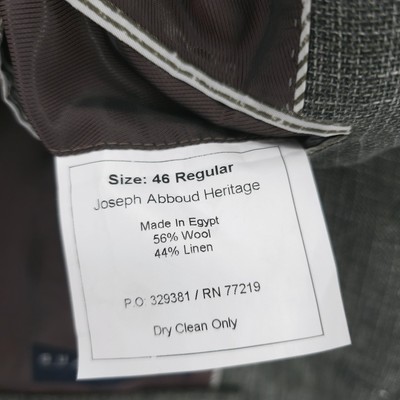 Size: 46 Regular
Joseph Abboud Heritage
Made In Egypt
56% Wool
44% Linen
P.O 329381 / RN 77219
Dry Clean Only